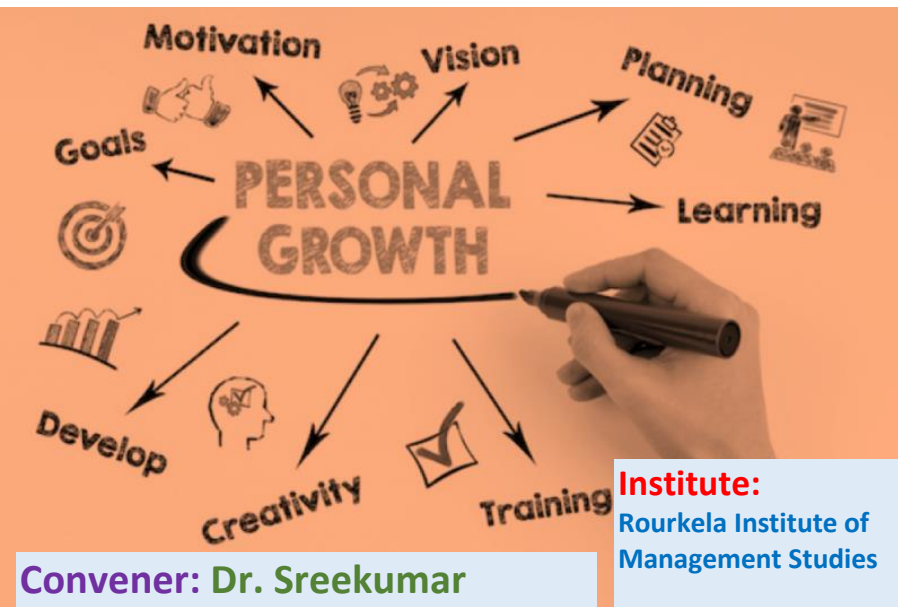 Motivation
Vision
Planning
Goals
PERSONAL
GROWTH
Learning
Develop
Creativity
Training
Institute:
Rourkela Institute of
Management Studies
Convener: Dr. Sreekumar